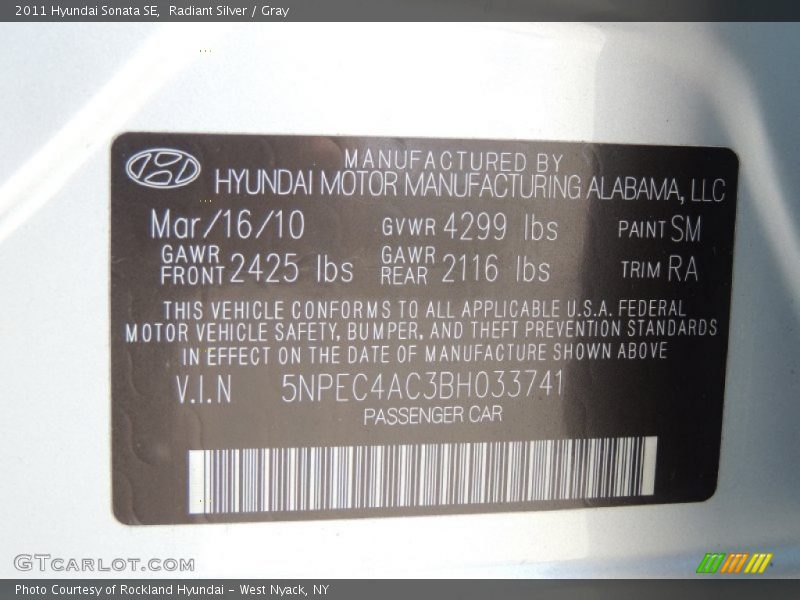 2011 Hyundai Sonata SE,  Radiant Silver / Gray
MANUFACTURED BY
HYUNDAI MOTOR MANUFACTURING ALABAMA, LLC
Mar/16/10 GVWR 4299 lbs PAINT SM
GAWR FRONT 2425 lbs GAWR REAR 2116 lbs TRIM RA
THIS VEHICLE CONFORMS TO ALL APPLICABLE U.S.A. FEDERAL
MOTOR VEHICLE SAFETY, BUMPER, AND THEFT PREVENTION STANDARDS
IN EFFECT ON THE DATE OF MANUFACTURE SHOWN ABOVE
V.I.N 5NPEC4AC3BH033741
PASSENGER CAR
GTCARLOT.COM
Photo Courtesy of Rockland Hyundai - West Nyack, NY